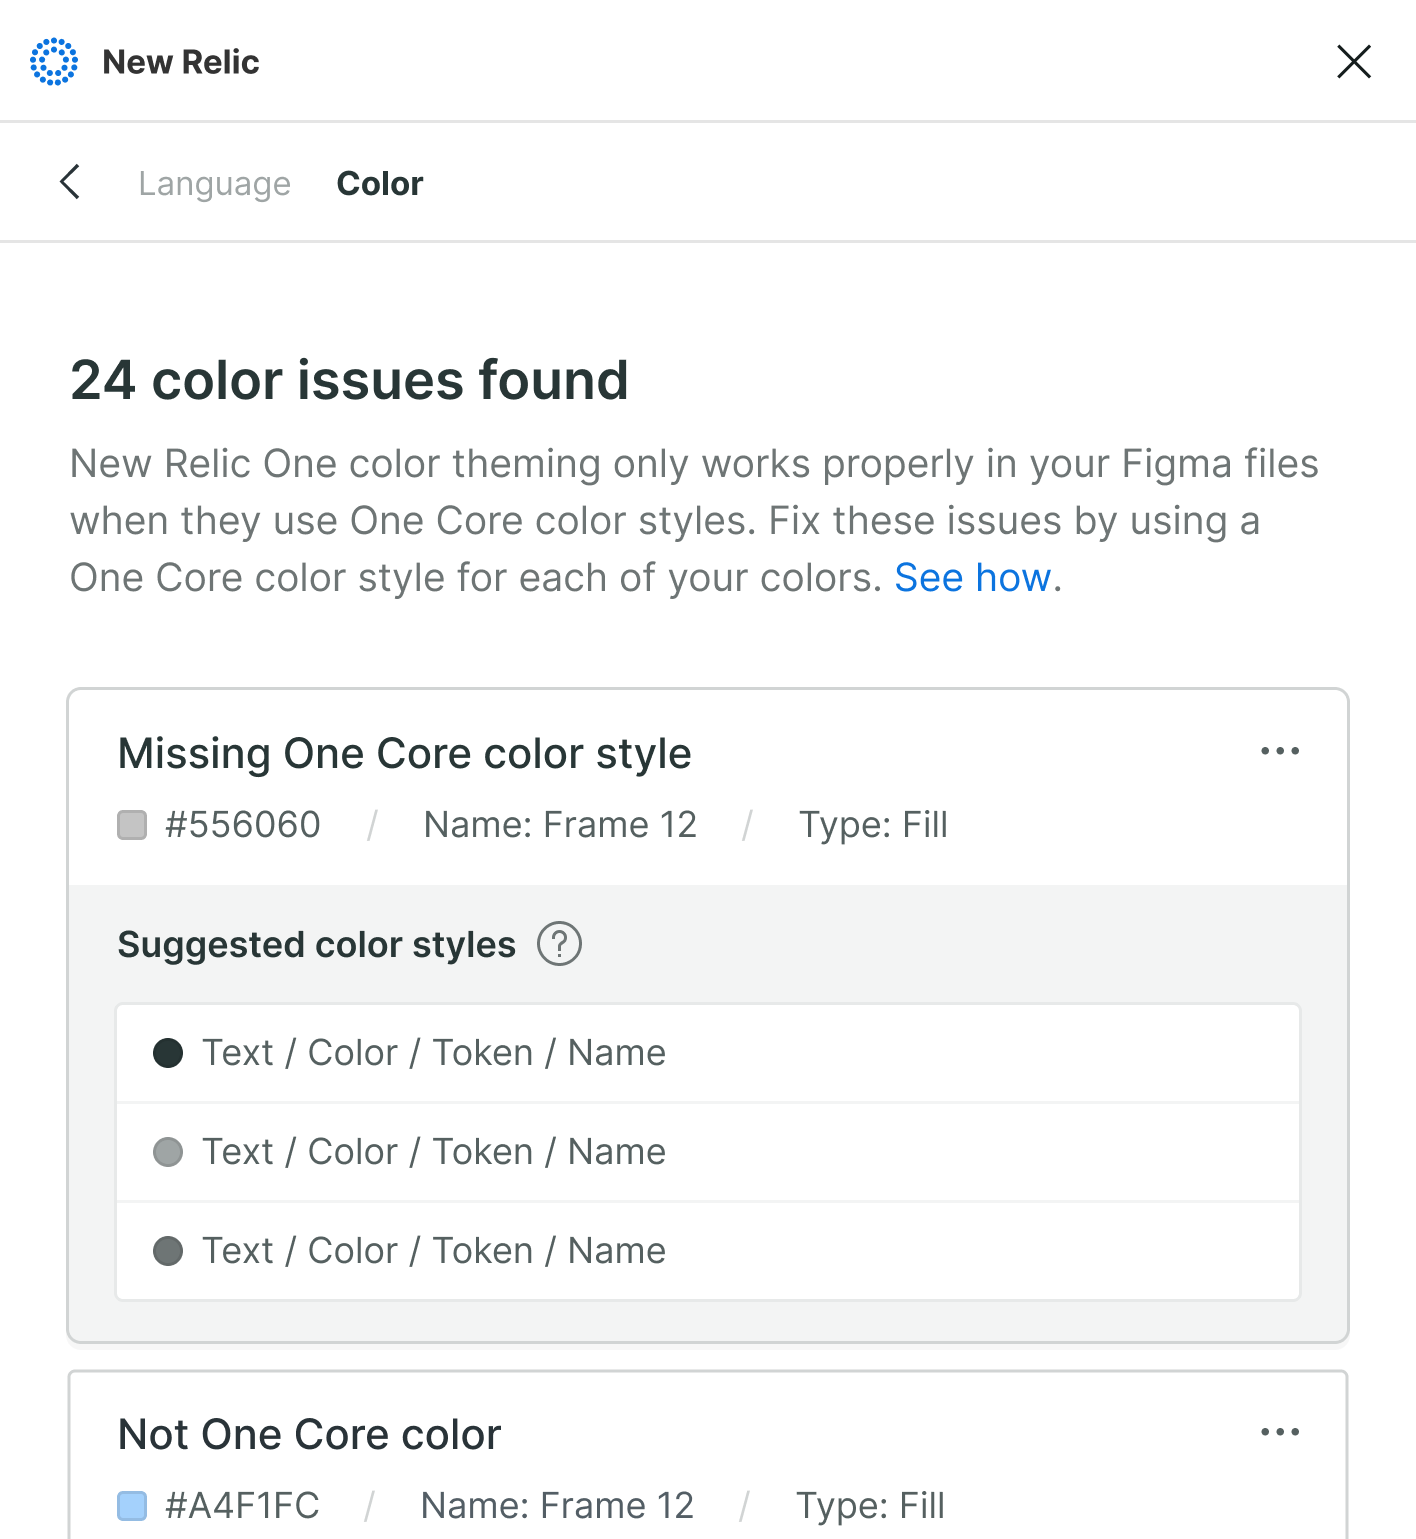 New Relic
Language Color
24 color issues found
New Relic One color theming only works properly in your Figma files
when they use One Core color styles. Fix these issues by using a
One Core color style for each of your colors. See how.
Missing One Core color style
#556060 / Name: Frame 12 / Type: Fill
Suggested color styles ?
Text / Color / Token / Name
Text / Color / Token / Name
Text / Color / Token / Name
Not One Core color
#A4F1FC / Name: Frame 12 / Type: Fill